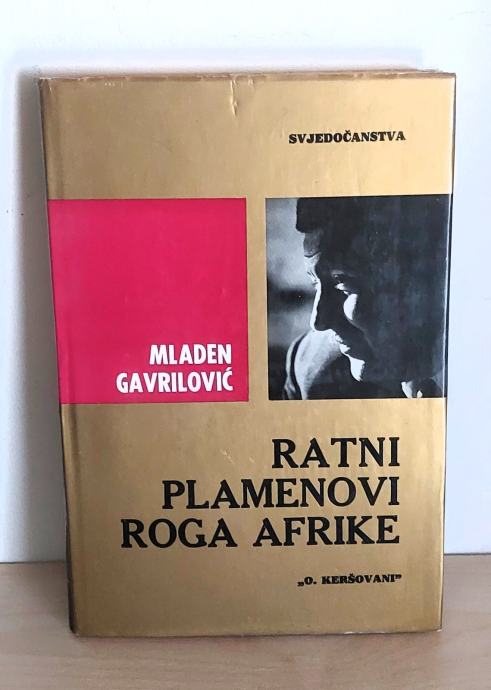 SVJEDOČANSTVA
MLADEN
GAVRILOVIĆ
RATNI
PLAMENOVI
ROGA AFRIKE
„O. KERŠOVANI”